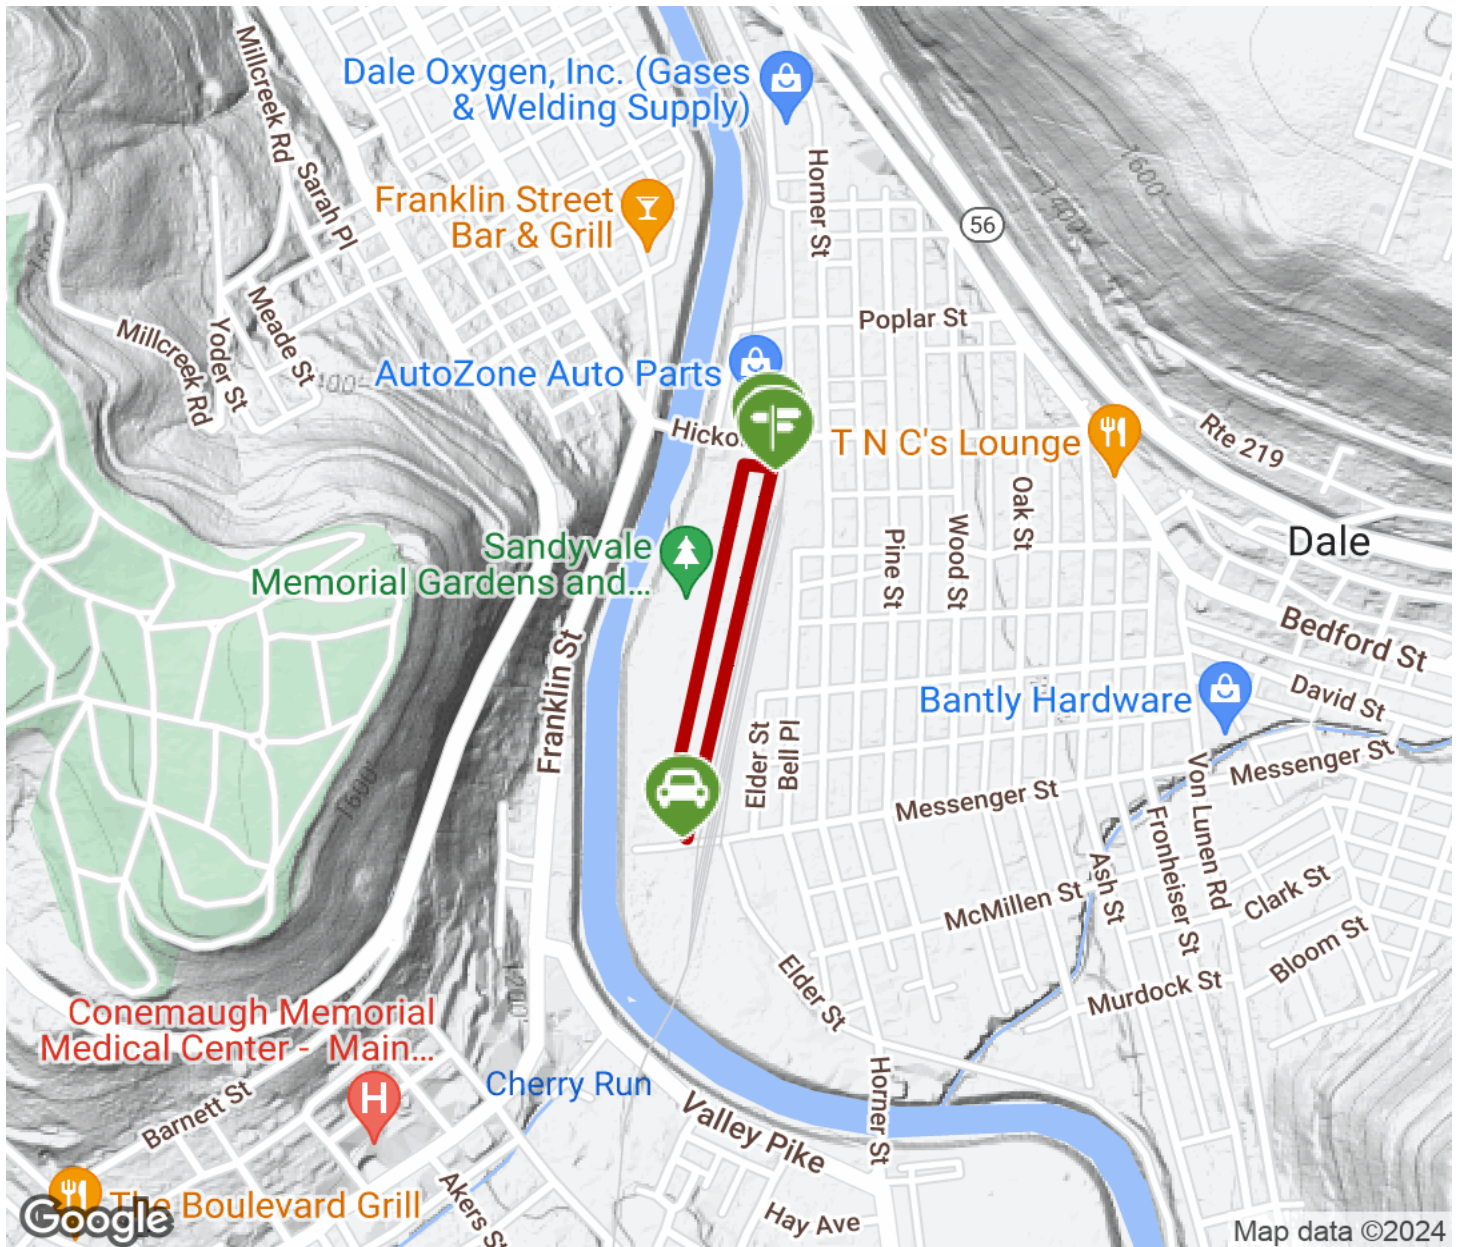 Millcreek Rd
Sarah Pl
Dale Oxygen, Inc. (Gases
& Welding Supply)
Horner St
1600'
1400'
Franklin Street
Bar & Grill
56
Meade St
Yoder St
Millcreek Rd
Poplar St
AutoZone Auto Parts
Hicko
T N C's Lounge
Rte 219
Oak St
Wood St
Pine St
Dale
Sandyvale
Memorial Gardens and...
Franklin St
Bedford St
David St
Bantly Hardware
Elder St
Bell Pl
Messenger St
Messenger St
1600'
Von Lunen Rd
Fronheiser St
Ash St
McMillen St
Clark St
Bloom St
Elder St
Murdock St
1200'
Conemaugh Memorial
Medical Center - Main...
H
Cherry Run
Barnett St
Valley Pike
Horner St
Akers St
Hay Ave
The Boulevard Grill
Google
Map data ©2024